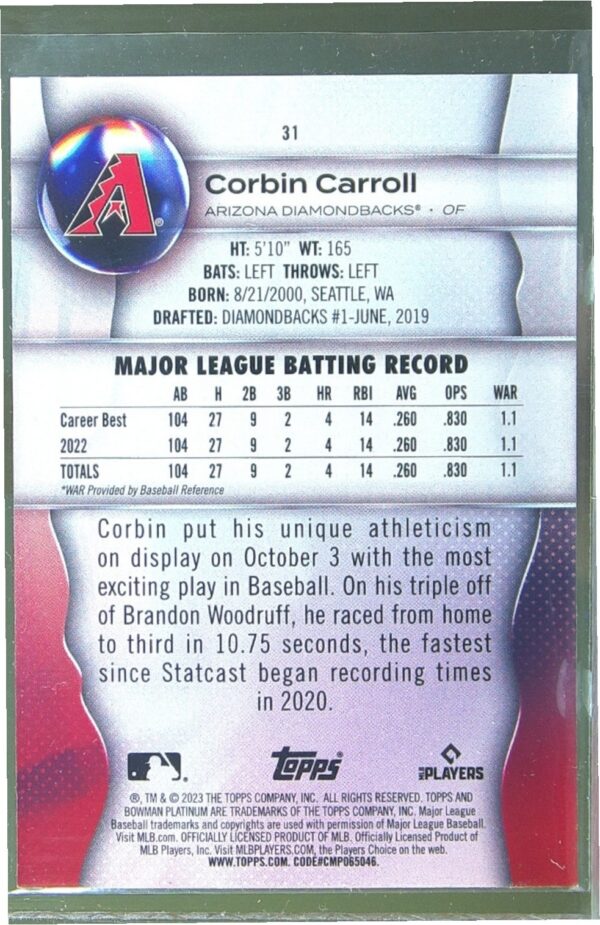 31
Corbin Carroll
ARIZONA DIAMONDBACKS® · OF
HT: 5'10" WT: 165
BATS: LEFT THROWS: LEFT
BORN: 8/21/2000, SEATTLE, WA
DRAFTED: DIAMONDBACKS #1-JUNE, 2019
MAJOR LEAGUE BATTING RECORD
AB H 2B 3B HR RBI AVG OPS WAR
Career Best 104 27 9 2 4 14 .260 .830 1.1
2022 104 27 9 2 4 14 .260 .830 1.1
TOTALS 104 27 9 2 4 14 .260 .830 1.1
*WAR Provided by Baseball Reference
Corbin put his unique athleticism
on display on October 3 with the most
exciting play in Baseball. On his triple off
of Brandon Woodruff, he raced from home
to third in 10.75 seconds, the fastest
since Statcast began recording times
in 2020.
topps®
MLB PLAYERS
®, TM & © 2023 THE TOPPS COMPANY, INC. ALL RIGHTS RESERVED. TOPPS AND
BOWMAN PLATINUM ARE TRADEMARKS OF THE TOPPS COMPANY, INC. Major League
Baseball trademarks and copyrights are used with permission of Major League Baseball.
Visit MLB.com. OFFICIALLY LICENSED PRODUCT OF MLB. Officially Licensed Product of
MLB Players, Inc. Visit MLBPLAYERS.COM, the Players Choice on the web.
WWW.TOPPS.COM. CODE#CMP065046.